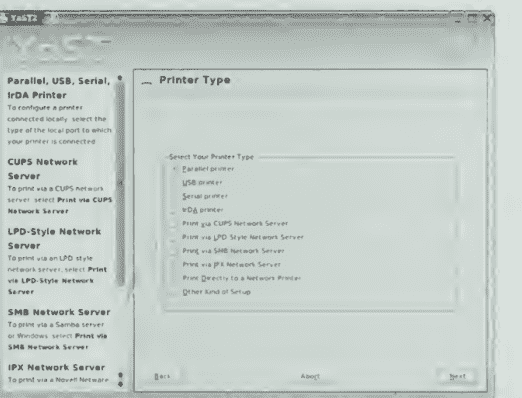 YaST2
YaST
Parallel, USB, Serial,
IrDA Printer
To configure a printer
connected locally, select the
type of the local port to which
your printer is connected.
CUPS Network
Server
To print via a CUPS network
server, select Print via CUPS
Network Server.
LPD-Style Network
Server
To print via an LPD style
network server, select Print
via LPD-Style Network
Server
SMB Network Server
To print via a Samba server
or Windows, select Print via
SMB Network Server
IPX Network Server
To print via a Novell Netware
Printer Type
Select Your Printer Type
Parallel printer
USB printer
Serial printer
IrDA printer
Print via CUPS Network Server
Print via LPD Style Network Server
Print via SMB Network Server
Print via IPX Network Server
Print Directly to a Network Printer
Other Kind of Setup
Back
Abort
Next